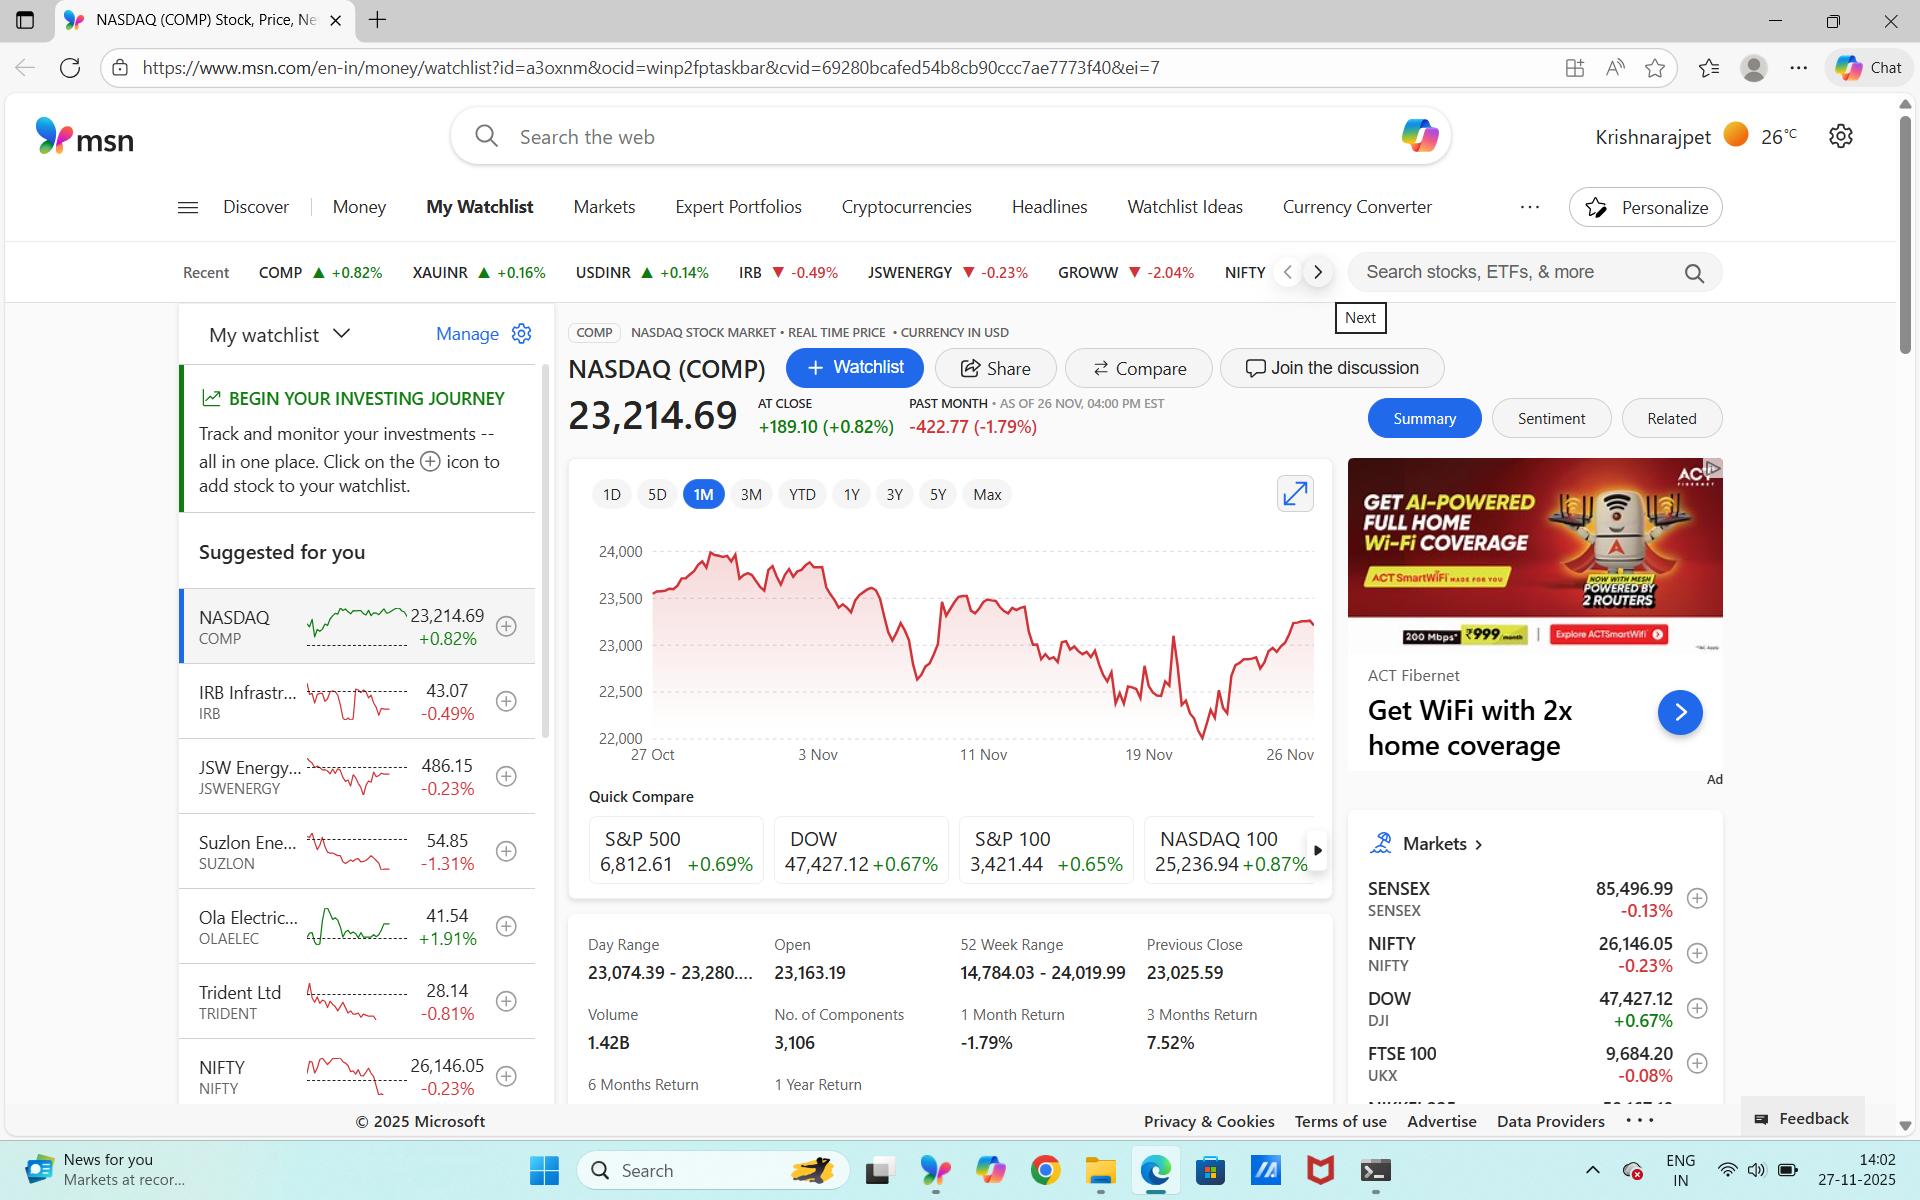 NASDAQ (COMP) Stock, Price, Ne
https://www.msn.com/en-in/money/watchlist?id=a3oxnm&ocid=winp2fptaskbar&cvid=69280bcafed54b8cb90ccc7ae7773f40&ei=7
Chat
msn
Search the web
Krishnarajpet 26°C
Discover Money My Watchlist Markets Expert Portfolios Cryptocurrencies Headlines Watchlist Ideas Currency Converter ... Personalize
Recent COMP ▲ +0.82% XAUINR ▲ +0.16% USDINR ▲ +0.14% IRB ▼ -0.49% JSWENERGY ▼ -0.23% GROWW ▼ -2.04% NIFTY
Search stocks, ETFs, & more
Next
My watchlist Manage
BEGIN YOUR INVESTING JOURNEY
Track and monitor your investments --
all in one place. Click on the + icon to
add stock to your watchlist.
Suggested for you
NASDAQ 23,214.69
COMP +0.82%
IRB Infrastr... 43.07
IRB -0.49%
JSW Energy... 486.15
JSWENERGY -0.23%
Suzlon Ene... 54.85
SUZLON -1.31%
Ola Electric... 41.54
OLAELEC +1.91%
Trident Ltd 28.14
TRIDENT -0.81%
NIFTY 26,146.05
NIFTY -0.23%
COMP NASDAQ STOCK MARKET • REAL TIME PRICE • CURRENCY IN USD
NASDAQ (COMP) + Watchlist Share Compare Join the discussion
23,214.69 AT CLOSE PAST MONTH • AS OF 26 NOV, 04:00 PM EST
+189.10 (+0.82%) -422.77 (-1.79%)
Summary Sentiment Related
1D 5D 1M 3M YTD 1Y 3Y 5Y Max
24,000
23,500
23,000
22,500
22,000
27 Oct 3 Nov 11 Nov 19 Nov 26 Nov
Quick Compare
S&P 500 DOW S&P 100 NASDAQ 100
6,812.61 +0.69% 47,427.12 +0.67% 3,421.44 +0.65% 25,236.94 +0.87%
Day Range Open 52 Week Range Previous Close
23,074.39 - 23,280.... 23,163.19 14,784.03 - 24,019.99 23,025.59
Volume No. of Components 1 Month Return 3 Months Return
1.42B 3,106 -1.79% 7.52%
6 Months Return 1 Year Return
ACT
FIBERNET
GET AI-POWERED
FULL HOME
Wi-Fi COVERAGE
ACT SmartWiFi MADE FOR YOU
NOW WITH MESH
POWERED BY
2 ROUTERS
200 Mbps* ₹999 month Explore ACTSmartWiFi
ACT Fibernet
Get WiFi with 2x
home coverage
Ad
Markets
SENSEX 85,496.99
SENSEX -0.13%
NIFTY 26,146.05
NIFTY -0.23%
DOW 47,427.12
DJI +0.67%
FTSE 100 9,684.20
UKX -0.08%
© 2025 Microsoft Privacy & Cookies Terms of use Advertise Data Providers ... Feedback
News for you
Markets at recor...
Search
ENG
IN
14:02
27-11-2025